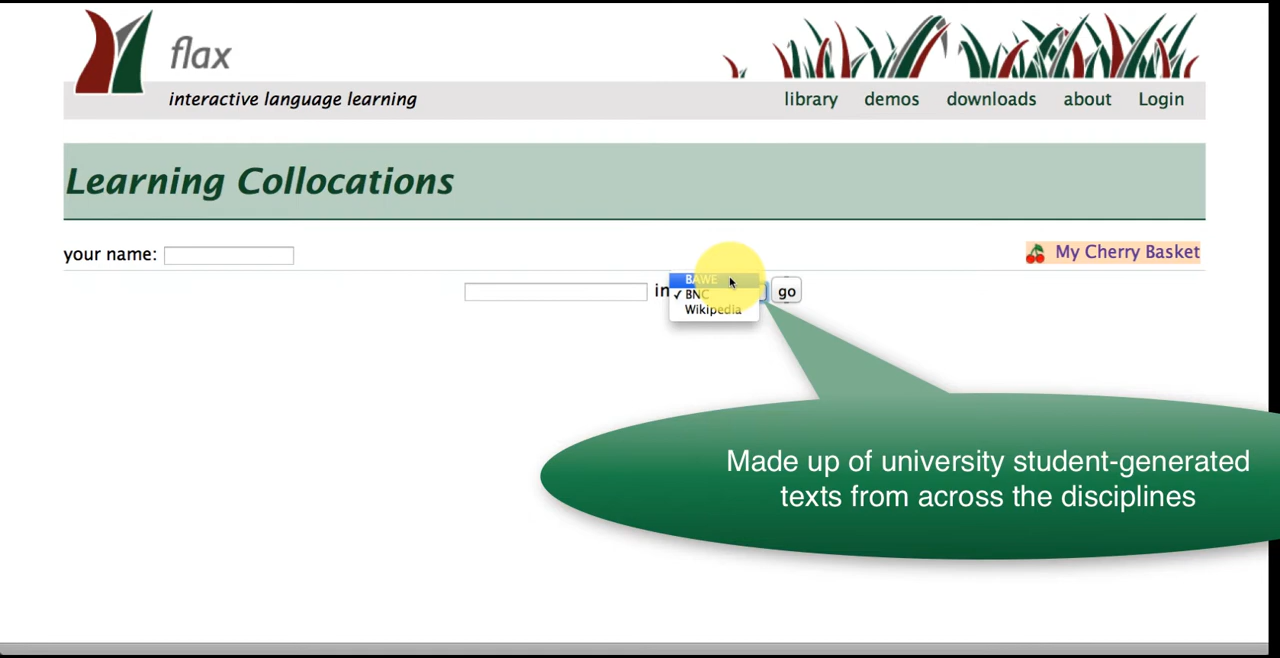 flax
interactive language learning
library demos downloads about Login
Learning Collocations
your name:
My Cherry Basket
in
BAWE
✓ BNC
Wikipedia
go
Made up of university student-generated
texts from across the disciplines